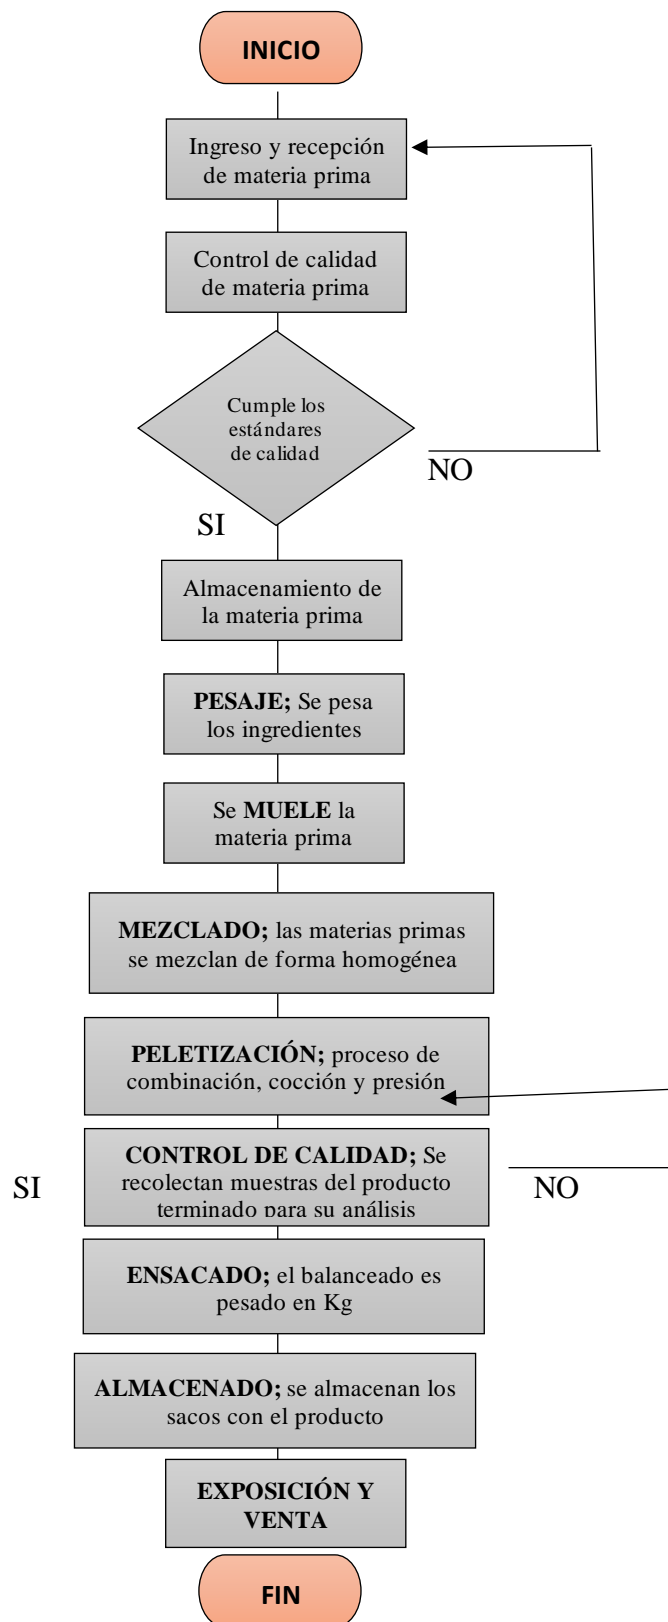 INICIO
Ingreso y recepción
de materia prima
Control de calidad
de materia prima
Cumple los
estándares
de calidad
NO
SI
Almacenamiento de
la materia prima
PESAJE; Se pesa
los ingredientes
Se MUELE la
materia prima
MEZCLADO; las materias primas
se mezclan de forma homogénea
PELETIZACIÓN; proceso de
combinación, cocción y presión
CONTROL DE CALIDAD; Se
recolectan muestras del producto
terminado para su análisis
SI
NO
ENSACADO; el balanceado es
pesado en Kg
ALMACENADO; se almacenan los
sacos con el producto
EXPOSICIÓN Y
VENTA
FIN